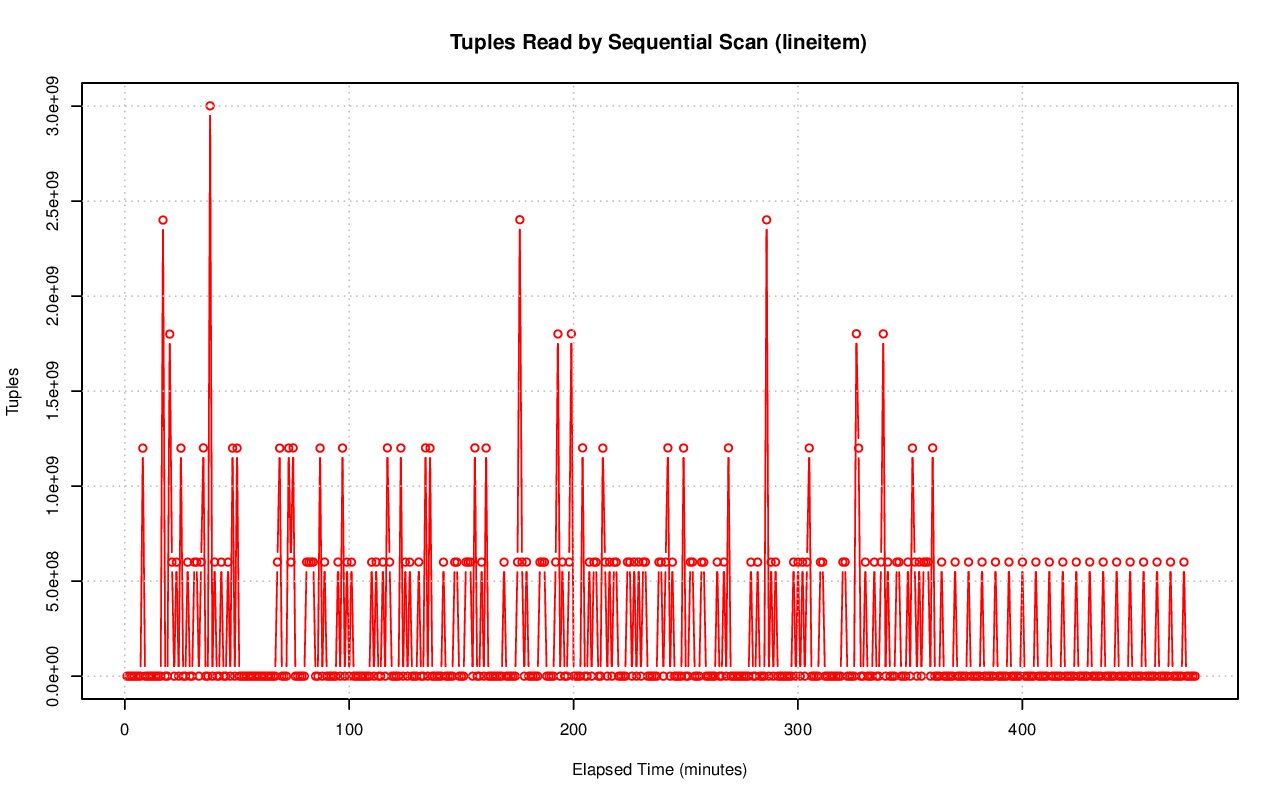 Tuples Read by Sequential Scan (lineitem)
Tuples
3.0e+09
2.5e+09
2.0e+09
1.5e+09
1.0e+09
5.0e+08
0.0e+00
0 100 200 300 400
Elapsed Time (minutes)